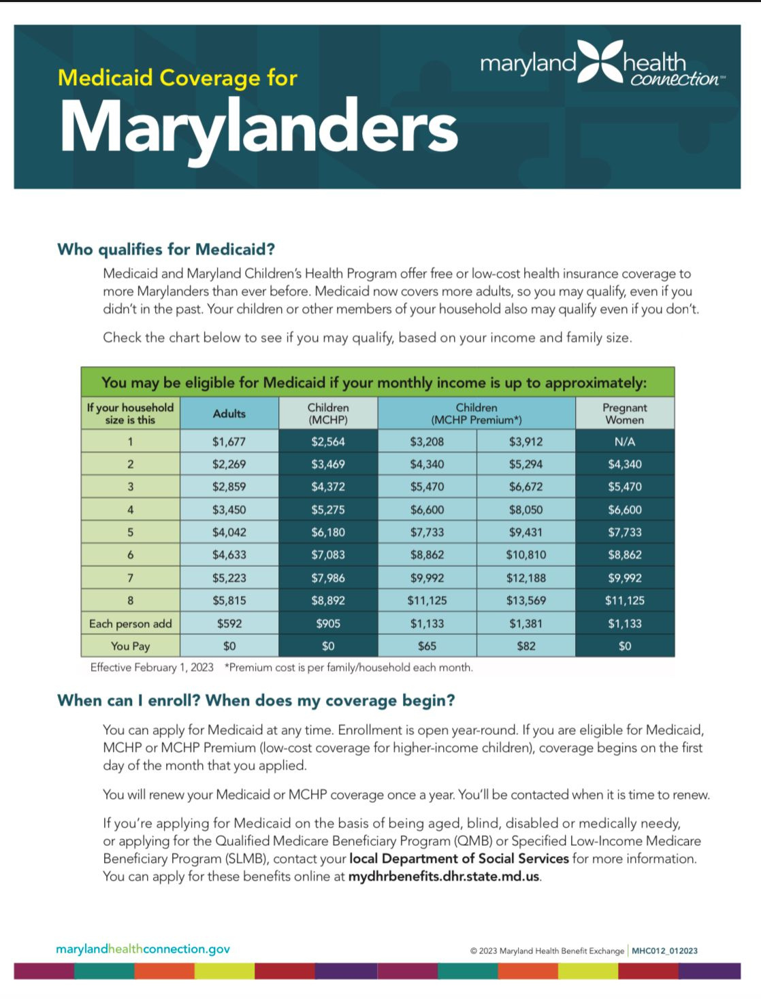 Medicaid Coverage for
Marylanders
maryland health
connection™
Who qualifies for Medicaid?
Medicaid and Maryland Children's Health Program offer free or low-cost health insurance coverage to
more Marylanders than ever before. Medicaid now covers more adults, so you may qualify, even if you
didn't in the past. Your children or other members of your household also may qualify even if you don't.
Check the chart below to see if you may qualify, based on your income and family size.
You may be eligible for Medicaid if your monthly income is up to approximately:
If your household size is this Adults Children (MCHP) Children (MCHP Premium*) Pregnant Women
1 $1,677 $2,564 $3,208 $3,912 N/A
2 $2,269 $3,469 $4,340 $5,294 $4,340
3 $2,859 $4,372 $5,470 $6,672 $5,470
4 $3,450 $5,275 $6,600 $8,050 $6,600
5 $4,042 $6,180 $7,733 $9,431 $7,733
6 $4,633 $7,083 $8,862 $10,810 $8,862
7 $5,223 $7,986 $9,992 $12,188 $9,992
8 $5,815 $8,892 $11,125 $13,569 $11,125
Each person add $592 $905 $1,133 $1,381 $1,133
You Pay $0 $0 $65 $82 $0
Effective February 1, 2023 *Premium cost is per family/household each month.
When can I enroll? When does my coverage begin?
You can apply for Medicaid at any time. Enrollment is open year-round. If you are eligible for Medicaid,
MCHP or MCHP Premium (low-cost coverage for higher-income children), coverage begins on the first
day of the month that you applied.
You will renew your Medicaid or MCHP coverage once a year. You'll be contacted when it is time to renew.
If you're applying for Medicaid on the basis of being aged, blind, disabled or medically needy,
or applying for the Qualified Medicare Beneficiary Program (QMB) or Specified Low-Income Medicare
Beneficiary Program (SLMB), contact your local Department of Social Services for more information.
You can apply for these benefits online at mydhrbenefits.dhr.state.md.us.
marylandhealthconnection.gov
© 2023 Maryland Health Benefit Exchange | MHC012_012023